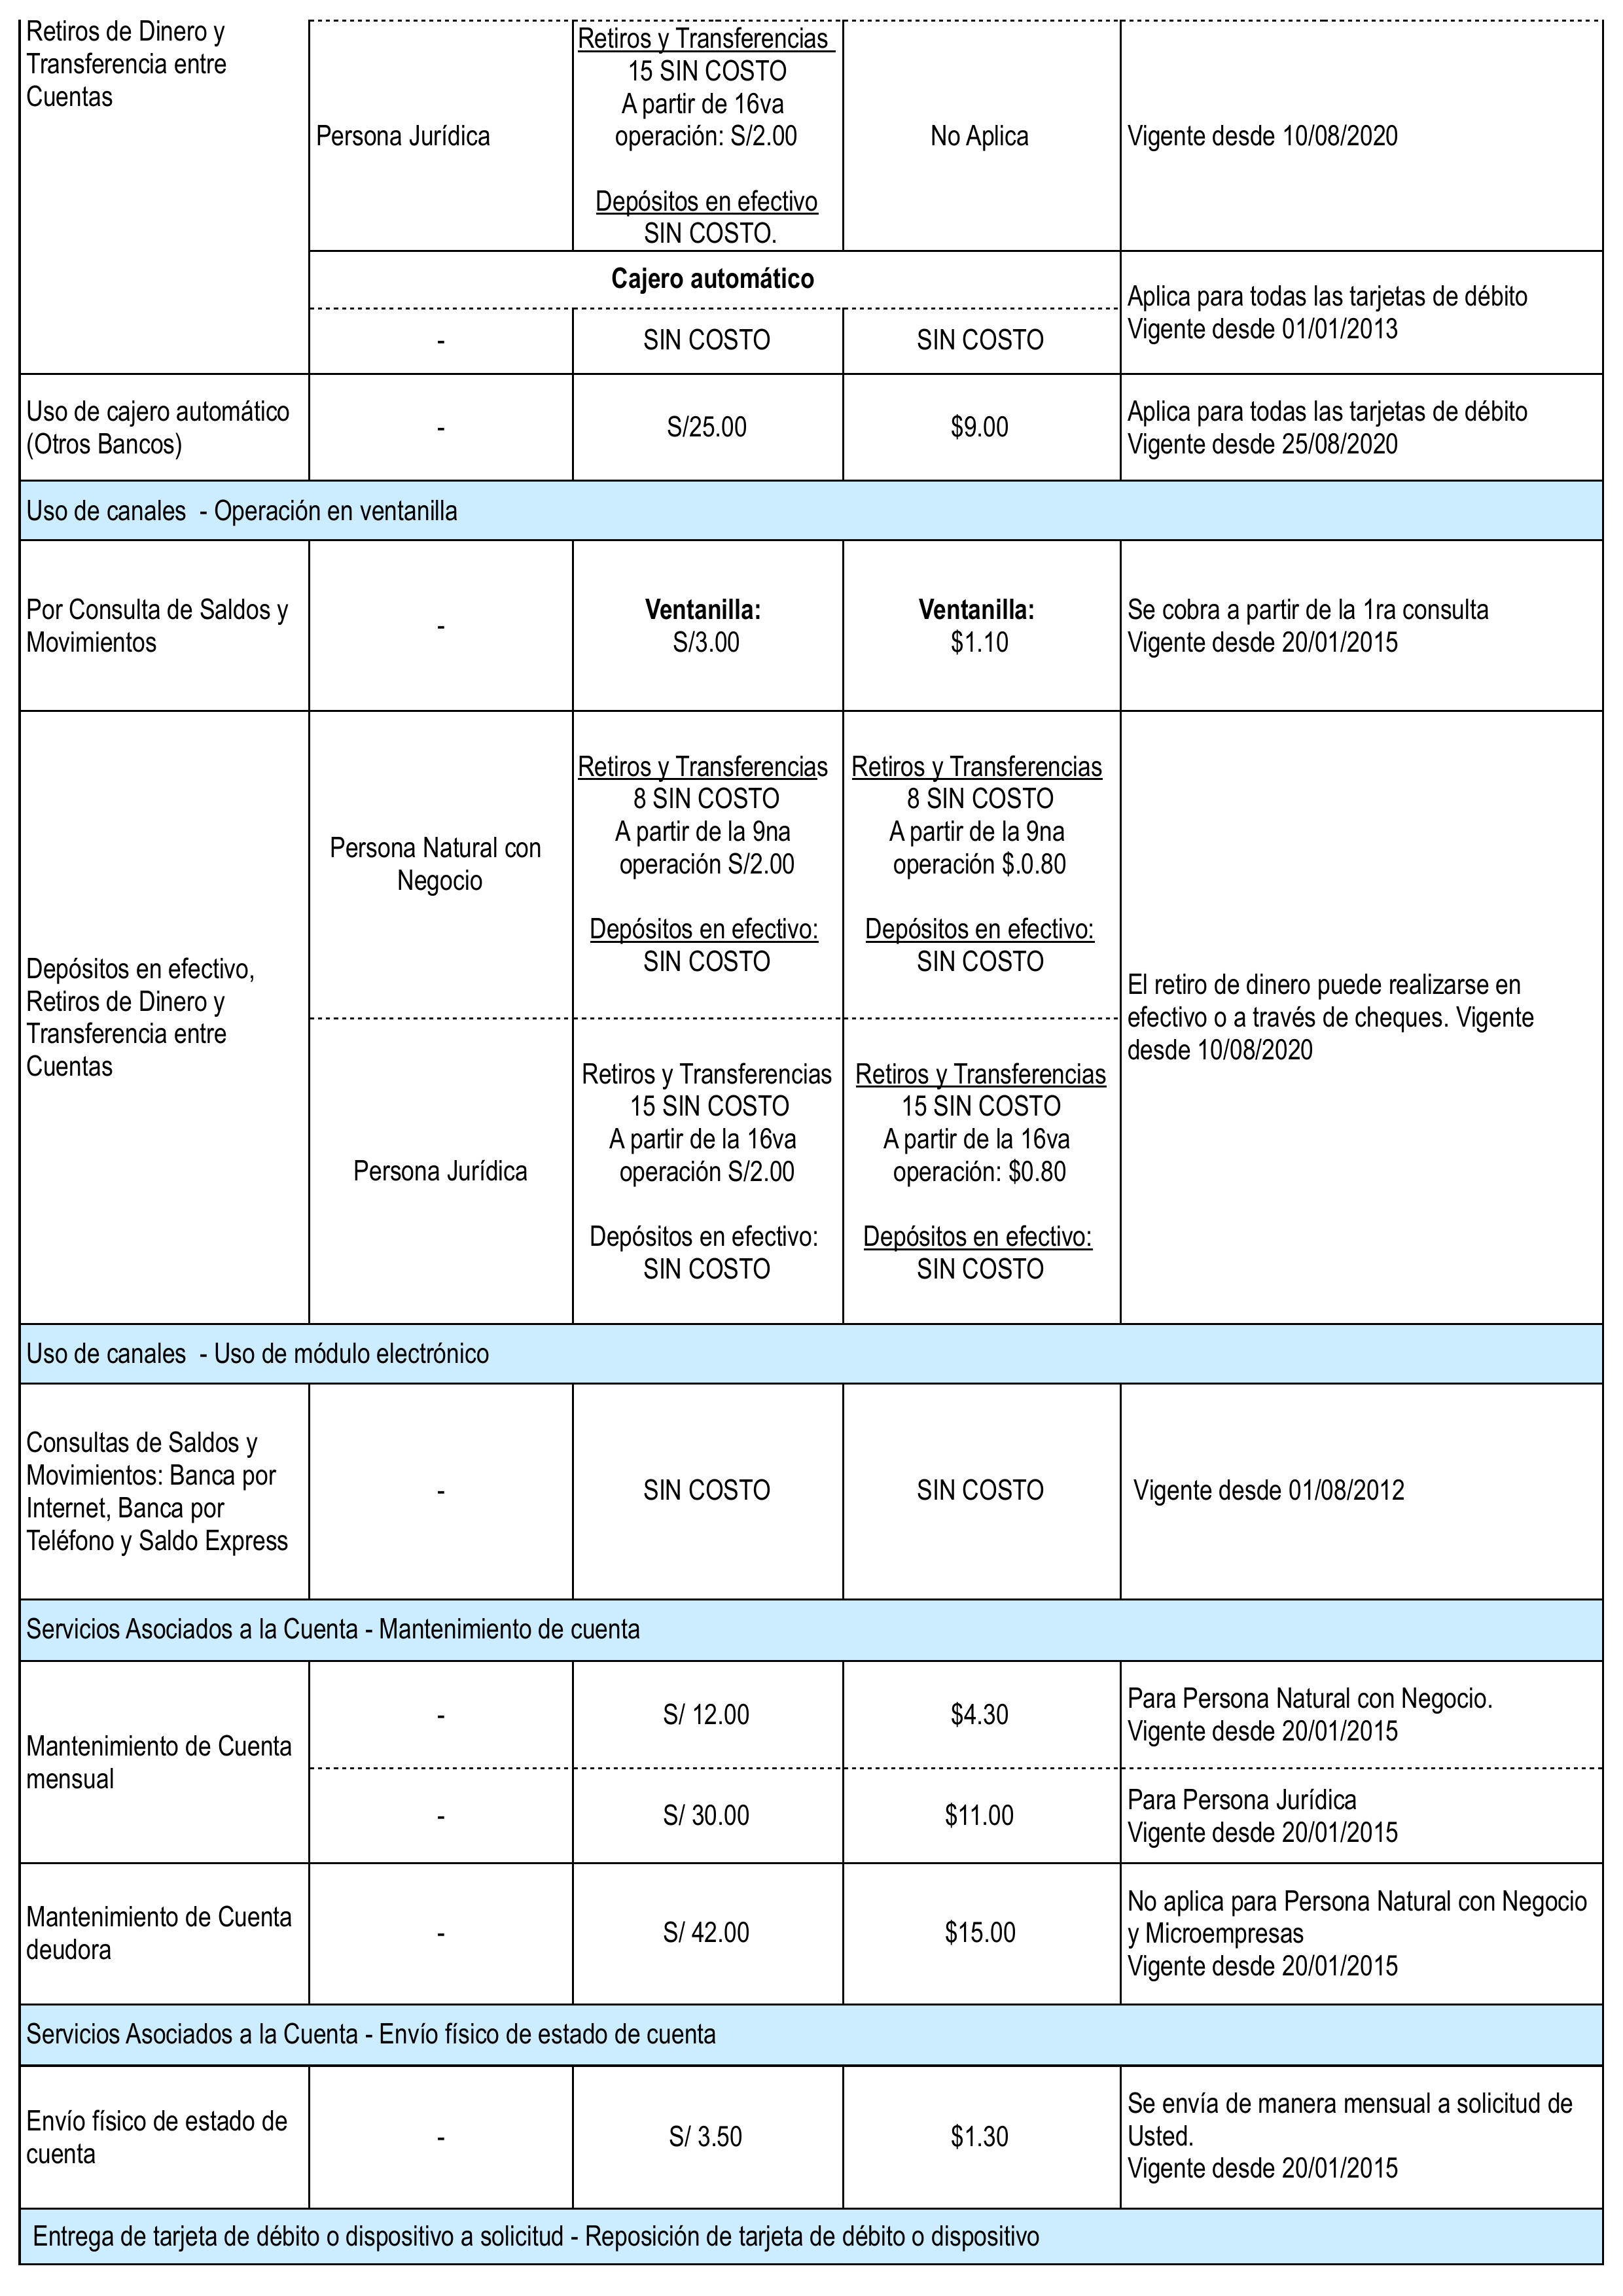 Retiros de Dinero y
Transferencia entre
Cuentas
Persona Jurídica
Retiros y Transferencias
15 SIN COSTO
A partir de 16va
operación: S/2.00
Depósitos en efectivo
SIN COSTO.
No Aplica
Vigente desde 10/08/2020
Cajero automático
-
SIN COSTO
SIN COSTO
Aplica para todas las tarjetas de débito
Vigente desde 01/01/2013
Uso de cajero automático
(Otros Bancos)
-
S/25.00
$9.00
Aplica para todas las tarjetas de débito
Vigente desde 25/08/2020
Uso de canales  - Operación en ventanilla
Por Consulta de Saldos y
Movimientos
-
Ventanilla:
S/3.00
Ventanilla:
$1.10
Se cobra a partir de la 1ra consulta
Vigente desde 20/01/2015
Depósitos en efectivo,
Retiros de Dinero y
Transferencia entre
Cuentas
Persona Natural con
Negocio
Retiros y Transferencias
8 SIN COSTO
A partir de la 9na
operación S/2.00
Depósitos en efectivo:
SIN COSTO
Retiros y Transferencias
8 SIN COSTO
A partir de la 9na
operación $.0.80
Depósitos en efectivo:
SIN COSTO
Persona Jurídica
Retiros y Transferencias
15 SIN COSTO
A partir de la 16va
operación S/2.00
Depósitos en efectivo:
SIN COSTO
Retiros y Transferencias
15 SIN COSTO
A partir de la 16va
operación: $0.80
Depósitos en efectivo:
SIN COSTO
El retiro de dinero puede realizarse en
efectivo o a través de cheques. Vigente
desde 10/08/2020
Uso de canales  - Uso de módulo electrónico
Consultas de Saldos y
Movimientos: Banca por
Internet, Banca por
Teléfono y Saldo Express
-
SIN COSTO
SIN COSTO
Vigente desde 01/08/2012
Servicios Asociados a la Cuenta - Mantenimiento de cuenta
Mantenimiento de Cuenta
mensual
-
S/ 12.00
$4.30
Para Persona Natural con Negocio.
Vigente desde 20/01/2015
-
S/ 30.00
$11.00
Para Persona Jurídica
Vigente desde 20/01/2015
Mantenimiento de Cuenta
deudora
-
S/ 42.00
$15.00
No aplica para Persona Natural con Negocio
y Microempresas
Vigente desde 20/01/2015
Servicios Asociados a la Cuenta - Envío físico de estado de cuenta
Envío físico de estado de
cuenta
-
S/ 3.50
$1.30
Se envía de manera mensual a solicitud de
Usted.
Vigente desde 20/01/2015
Entrega de tarjeta de débito o dispositivo a solicitud - Reposición de tarjeta de débito o dispositivo